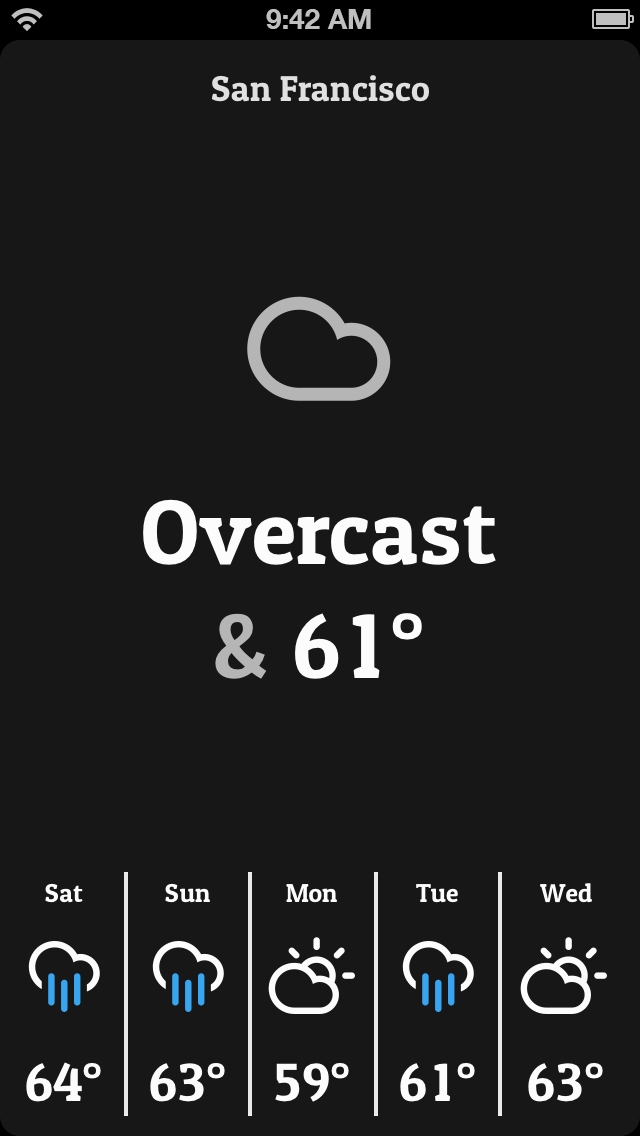 9:42 AM
San Francisco
Overcast
& 61°
Sat Sun Mon Tue Wed
64° 63° 59° 61° 63°